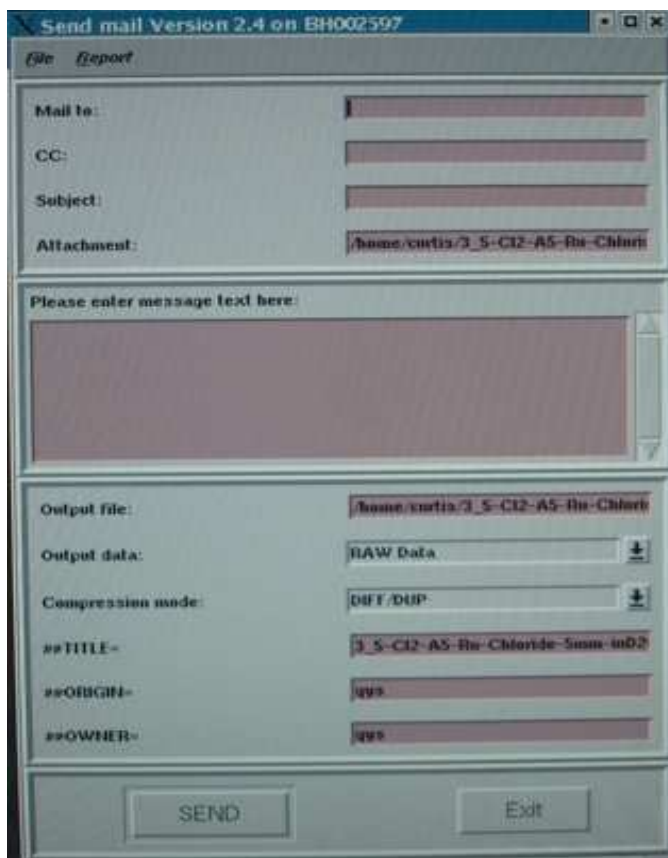 Send mail Version 2.4 on BH002597
File Report
Mail to:
CC:
Subject:
Attachment: /home/curtis/3_5-Cl2-A5-Ru-Chlori
Please enter message text here:
Output file: /home/curtis/3_5-Cl2-A5-Ru-Chlori
Output data: RAW Data
Compression mode: DIFF/DUP
##TITLE= 3_5-Cl2-A5-Ru-Chloride-5mm-inD2
##ORIGIN=
##OWNER=
SEND Exit